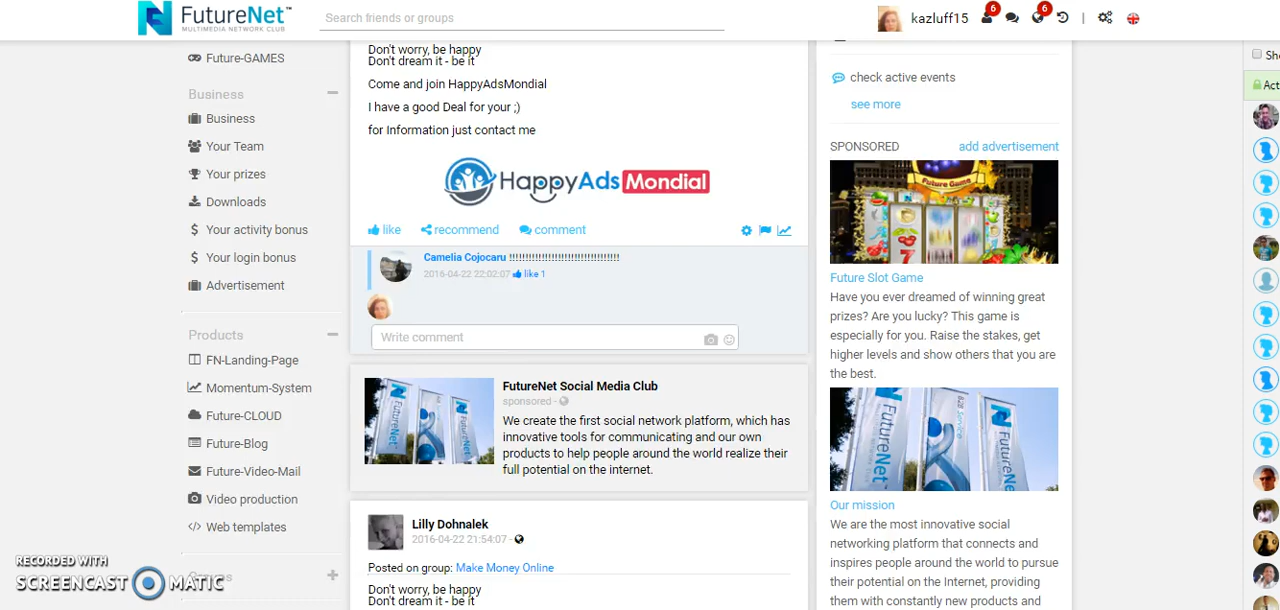 FutureNet™
MULTIMEDIA NETWORK CLUB
Search friends or groups
kazluff15
6
6
|
Future-GAMES
Business
Business
Your Team
Your prizes
Downloads
Your activity bonus
Your login bonus
Advertisement
Products
FN-Landing-Page
Momentum-System
Future-CLOUD
Future-Blog
Future-Video-Mail
Video production
Web templates
Don't worry, be happy
Don't dream it - be it
Come and join HappyAdsMondial
I have a good Deal for your ;)
for Information just contact me
HappyAds Mondial
like recommend comment
Camelia Cojocaru !!!!!!!!!!!!!!!!!!!!!!!!!!!!!!!!!!
2016-04-22 22:02:07 like 1
Write comment
FutureNet Social Media Club
sponsored -
We create the first social network platform, which has
innovative tools for communicating and our own
products to help people around the world realize their
full potential on the internet.
Lilly Dohnalek
2016-04-22 21:54:07 -
Posted on group: Make Money Online
Don't worry, be happy
Don't dream it - be it
check active events
see more
SPONSORED add advertisement
Future Game
Future Slot Game
Have you ever dreamed of winning great
prizes? Are you lucky? This game is
especially for you. Raise the stakes, get
higher levels and show others that you are
the best.
Our mission
We are the most innovative social
networking platform that connects and
inspires people around the world to pursue
their potential on the Internet, providing
them with constantly new products and
Sho
Act
RECORDED WITH
SCREENCAST MATIC